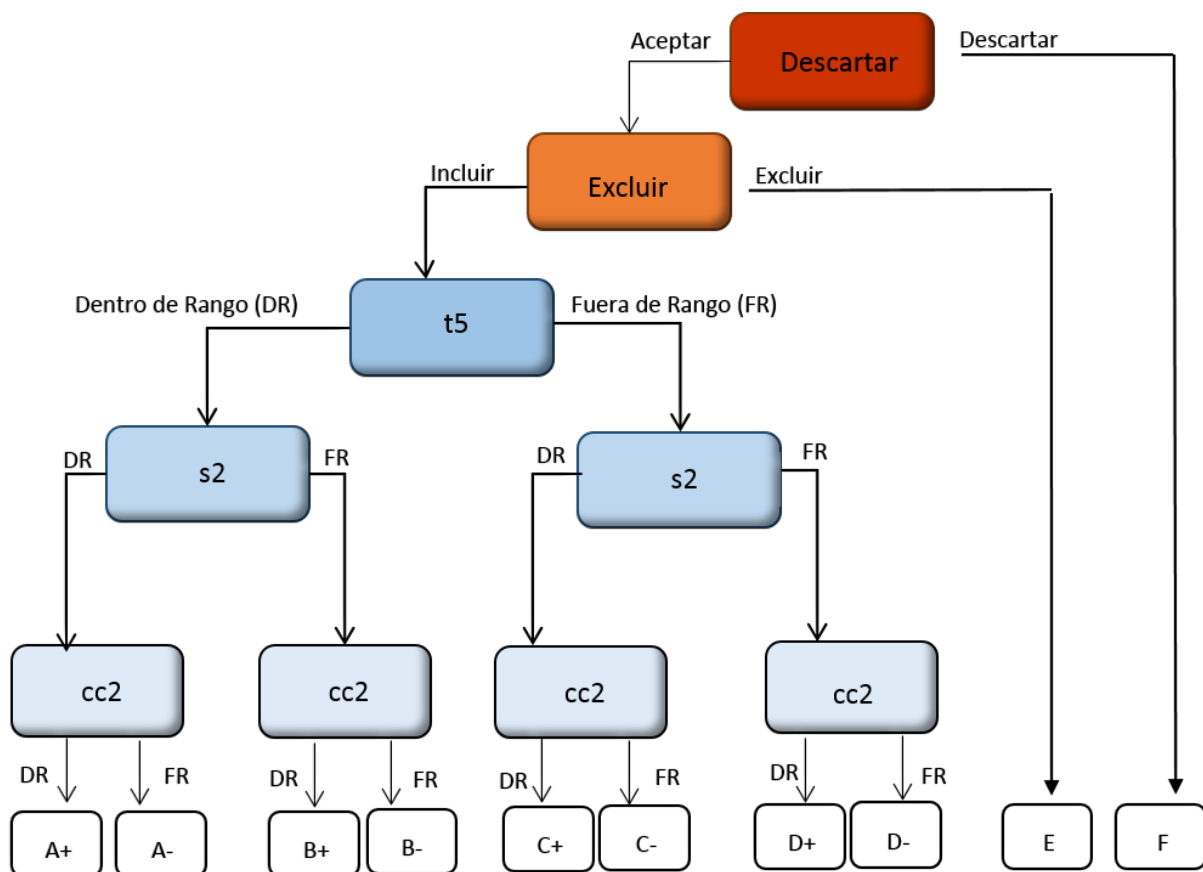 Aceptar
Descartar
Descartar
Incluir
Excluir
Excluir
Dentro de Rango (DR)
t5
Fuera de Rango (FR)
DR
s2
FR
DR
s2
FR
cc2
cc2
cc2
cc2
DR
FR
DR
FR
DR
FR
DR
FR
A+
A-
B+
B-
C+
C-
D+
D-
E
F